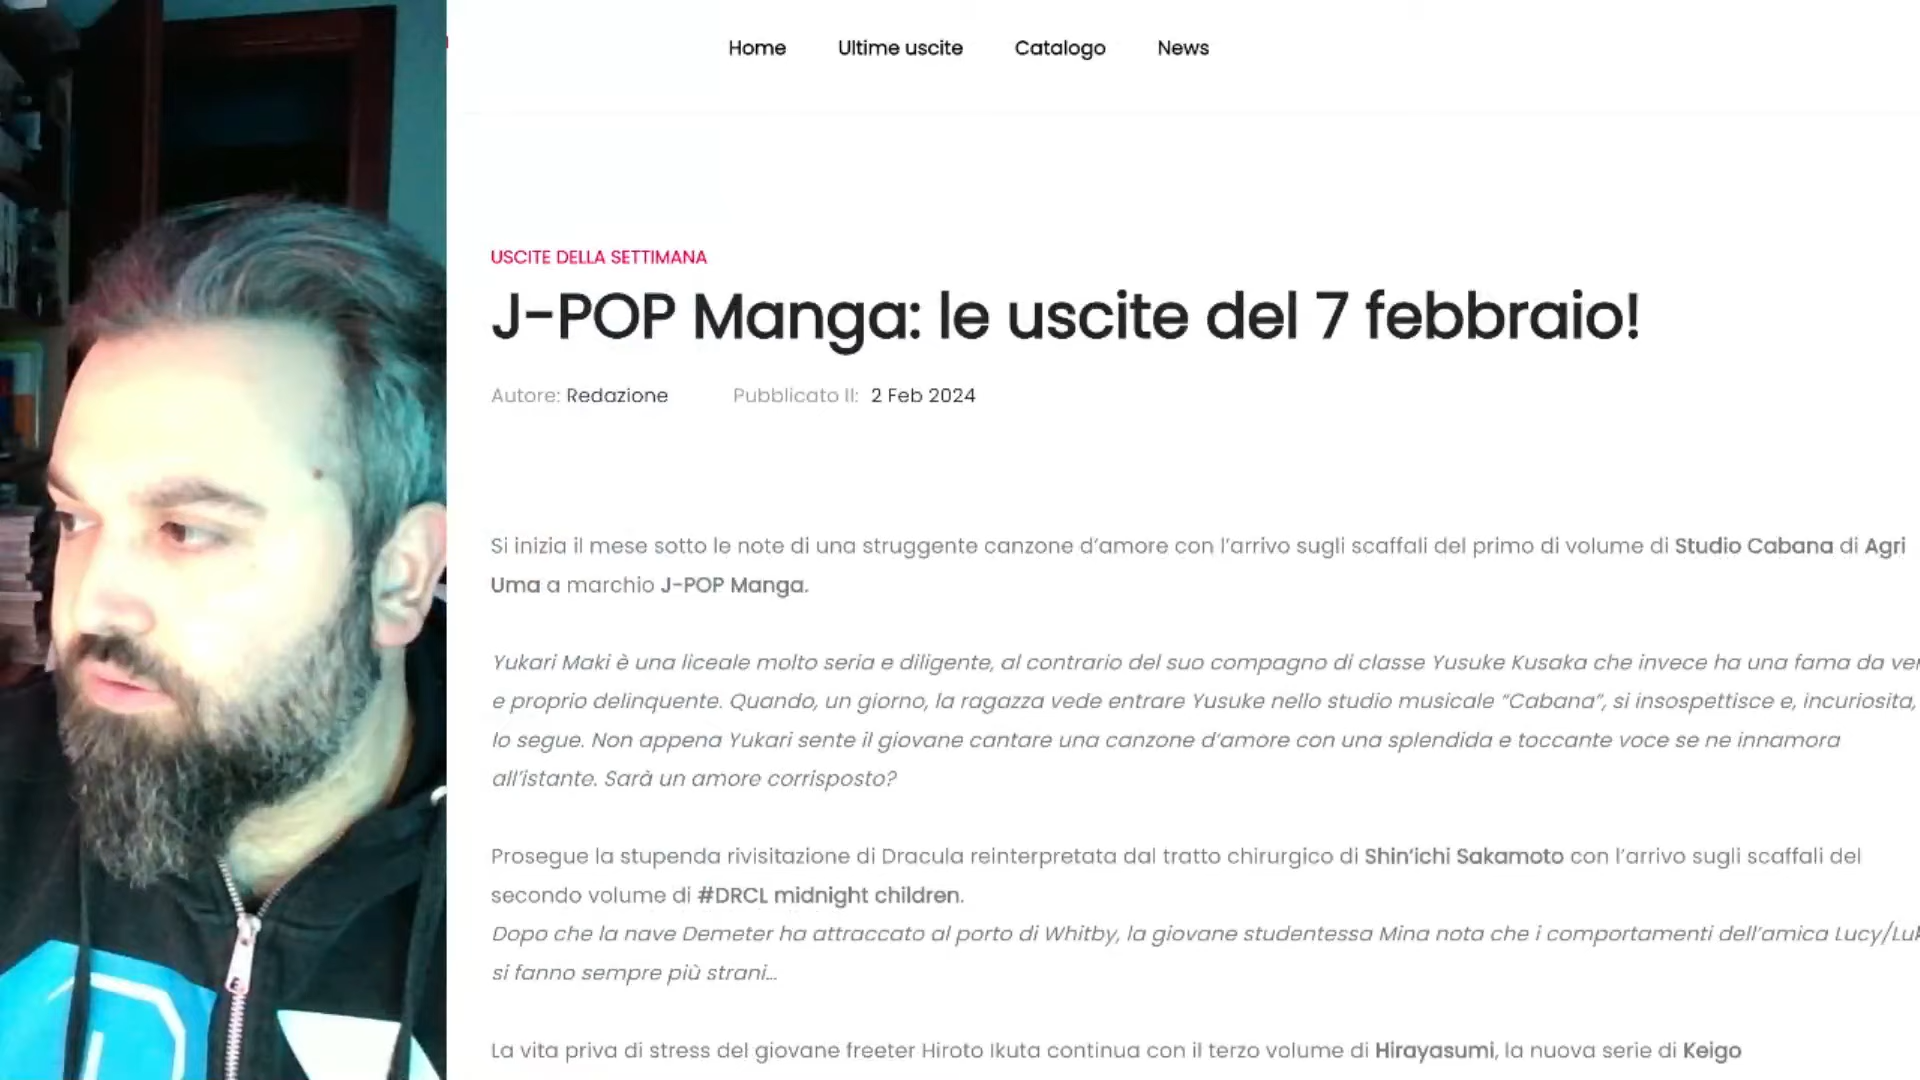 Home Ultime uscite Catalogo News
USCITE DELLA SETTIMANA
J-POP Manga: le uscite del 7 febbraio!
Autore: Redazione Pubblicato Il: 2 Feb 2024
Si inizia il mese sotto le note di una struggente canzone d’amore con l’arrivo sugli scaffali del primo di volume di Studio Cabana di Agri
Uma a marchio J-POP Manga.
Yukari Maki è una liceale molto seria e diligente, al contrario del suo compagno di classe Yusuke Kusaka che invece ha una fama da
e proprio delinquente. Quando, un giorno, la ragazza vede entrare Yusuke nello studio musicale “Cabana”, si insospettisce e, incuriosita,
lo segue. Non appena Yukari sente il giovane cantare una canzone d’amore con una splendida e toccante voce se ne innamora
all’istante. Sarà un amore corrisposto?
Prosegue la stupenda rivisitazione di Dracula reinterpretata dal tratto chirurgico di Shin’ichi Sakamoto con l’arrivo sugli scaffali del
secondo volume di #DRCL midnight children.
Dopo che la nave Demeter ha attraccato al porto di Whitby, la giovane studentessa Mina nota che i comportamenti dell’amica
si fanno sempre più strani…
La vita priva di stress del giovane freeter Hiroto Ikuta continua con il terzo volume di Hirayasumi, la nuova serie di Keigo